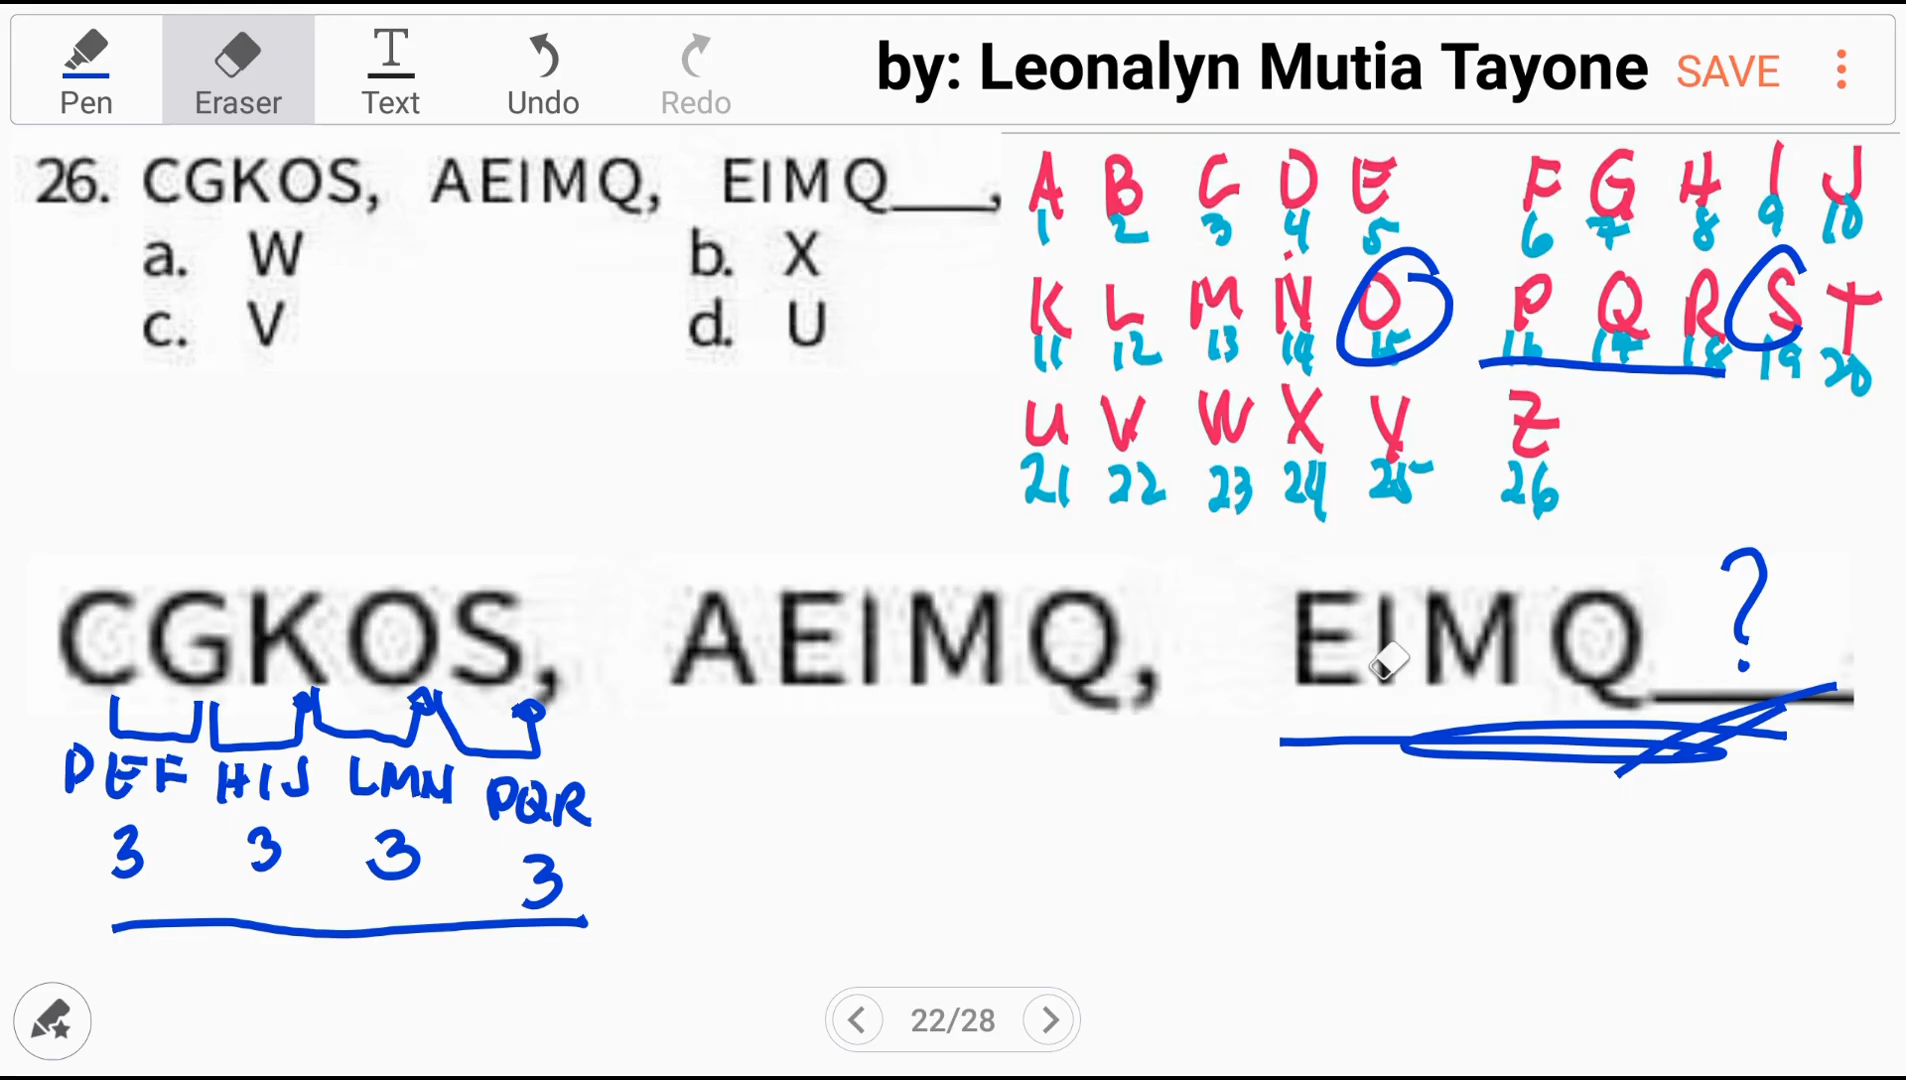 Pen Eraser Text Undo Redo by: Leonalyn Mutia Tayone SAVE
26. CGKOS, AEIMQ, EIMQ___,
a. W b. X
c. V d. U
A B C D E F G H I J
1 2 3 4 5 6 7 8 9 10
K L M N O P Q R S T
11 12 13 14 15 16 17 18 19 20
U V W X Y Z
21 22 23 24 25 26
CGKOS, AEIMQ, EIMQ___ ?
DEF HIJ LMN PQR
3 3 3 3
22/28